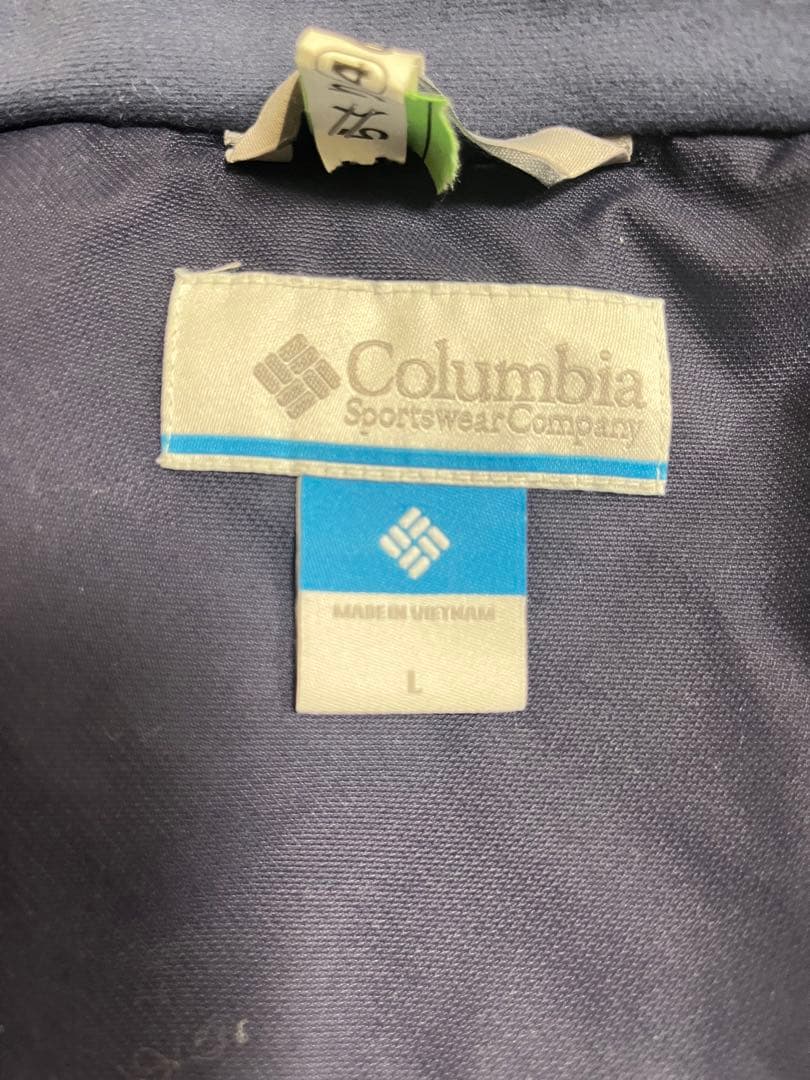 Columbia
Sportswear Company
MADE IN VIETNAM
L